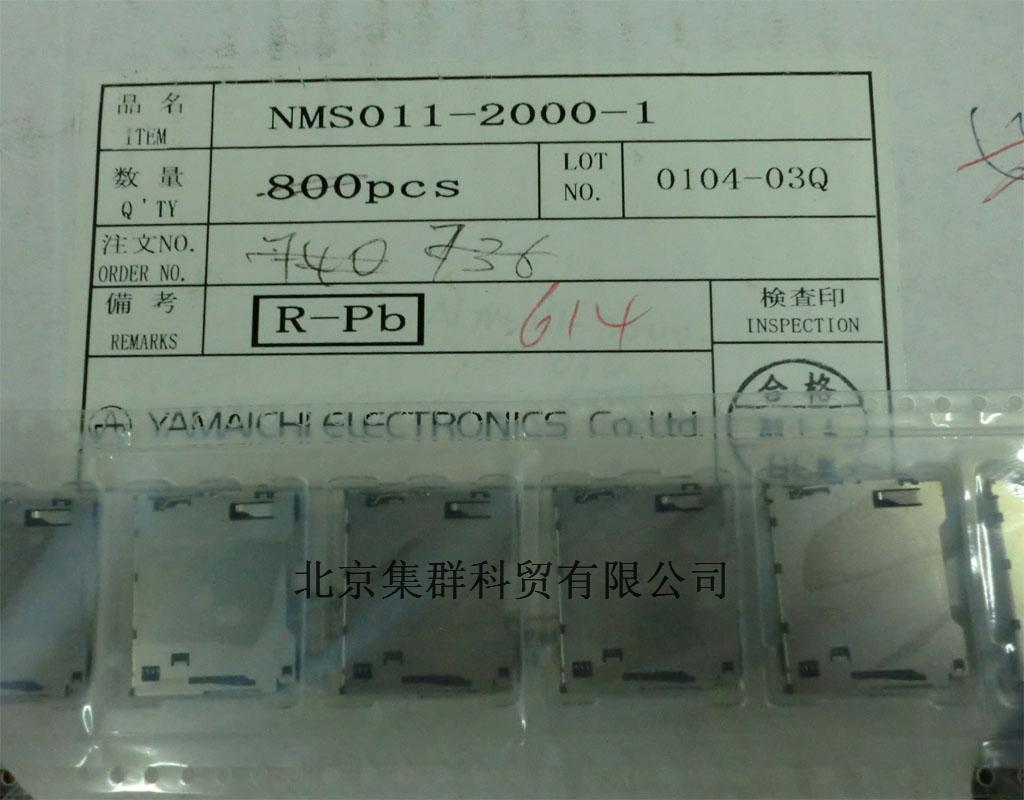 品名 NMS011-2000-1
ITEM
数量 800pcs LOT NO. 0104-03Q
Q'TY
注文NO. 740 736
ORDER NO.
備考 R-Pb 614 検査印
REMARKS INSPECTION
合格
YAMAICHI ELECTRONICS Co.,Ltd.
北京集群科贸有限公司